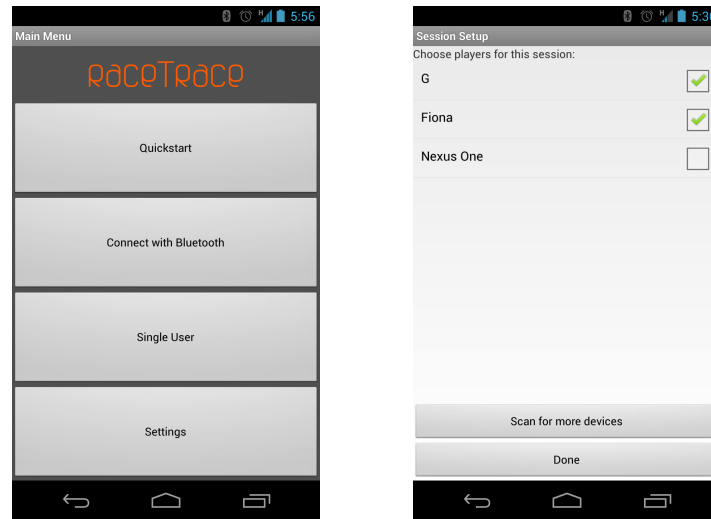 5:56
Main Menu
RaceTrace
Quickstart
Connect with Bluetooth
Single User
Settings
Session Setup
Choose players for this session:
G
Fiona
Nexus One
Scan for more devices
Done